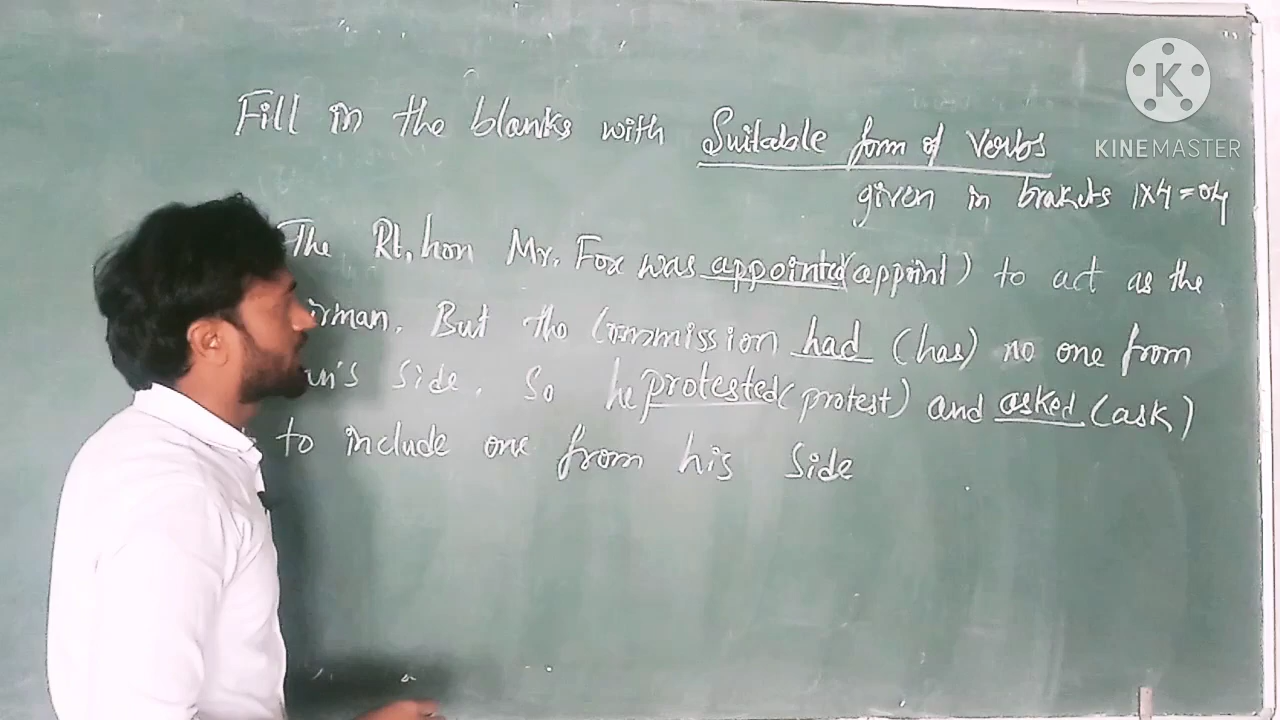 Fill in the blanks with Suitable form of Verbs
given in brakets 1x4=04
The Rt. hon Mr. Fox was appointed (appoint) to act as the
irman. But the Commission had (has) no one from
an's side. So he protested (protest) and asked (ask)
to include one from his side
K
KINEMASTER